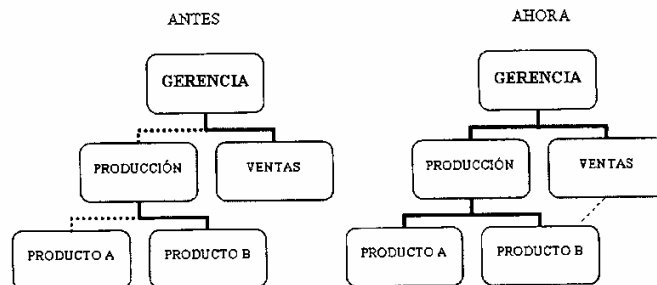 ANTES
AHORA
GERENCIA
GERENCIA
PRODUCCIÓN
VENTAS
PRODUCCIÓN
VENTAS
PRODUCTO A
PRODUCTO B
PRODUCTO A
PRODUCTO B